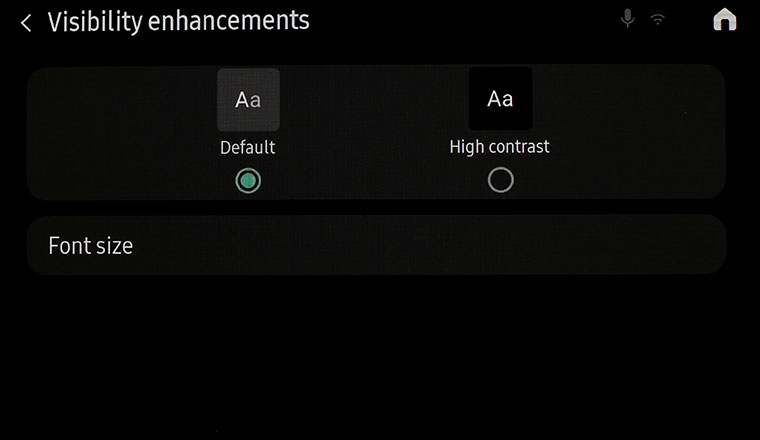 Visibility enhancements
Aa
Aa
Default
High contrast
Font size